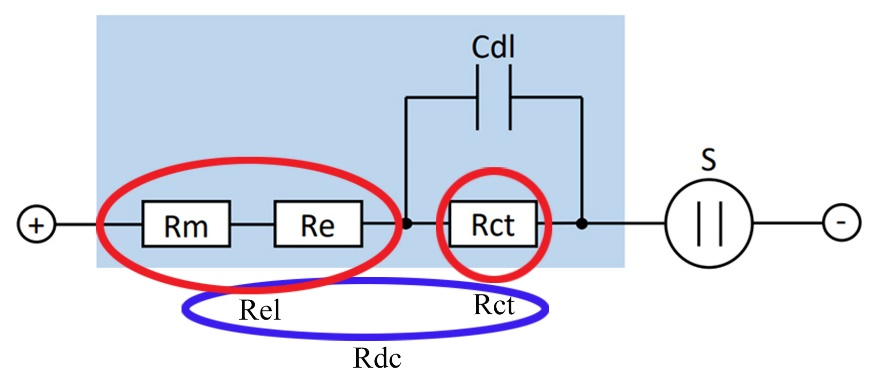 Cdl
S
+
Rm
Re
Rct
-
Rel
Rct
Rdc